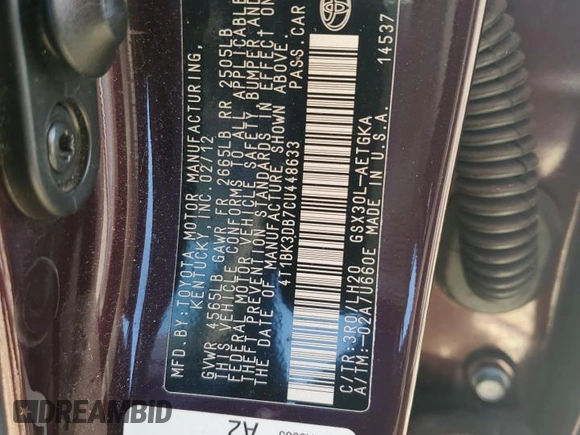 MFD. BY: TOYOTA MOTOR MANUFACTURING,
KENTUCKY, INC. 02/12
GVWR 4565LB GAWR FR 2665LB RR 2505LB
THIS VEHICLE CONFORMS TO ALL APPLICABLE
FEDERAL MOTOR VEHICLE SAFETY, BUMPER AND
THEFT PREVENTION STANDARDS IN EFFECT ON
THE DATE OF MANUFACTURE SHOWN ABOVE.
4T1BK3DB7CU448633 PASS. CAR
C/TR: 3R0/LH20 GSX30L-AETGKA
A/TM: -02A/U660E MADE IN U.S.A. 14537
A2
DREAMBID